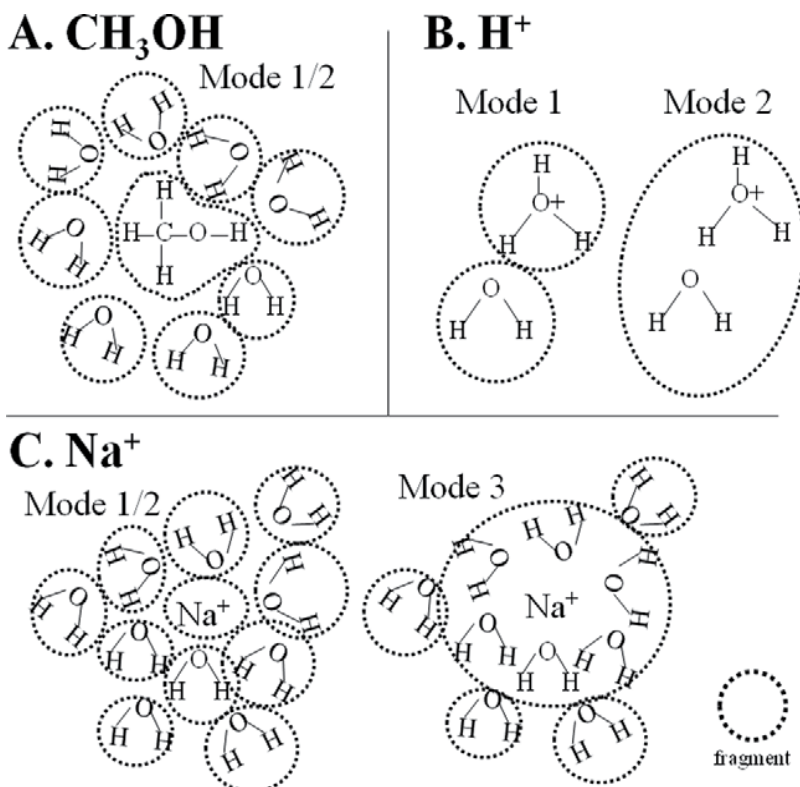 A. CH₃OH
Mode 1/2
H O H
H O H
H O H
H O H
H
H–C–O–H
H
H O H
O
H H
O
H H
O
H H
B. H⁺
Mode 1
H
O+
H H
O
H H
Mode 2
H
O+
H H
O
H H
C. Na⁺
Mode 1/2
H O H
H O H
H O H
H O H
Na⁺
O
H H
O
H H
O
H H
O
H H
O
H H
O
H H
Mode 3
H O H
H O H
H O H
H O H
Na⁺
O
H H
O
H H
O
H H
O
H H
O
H H
O
H H
fragment